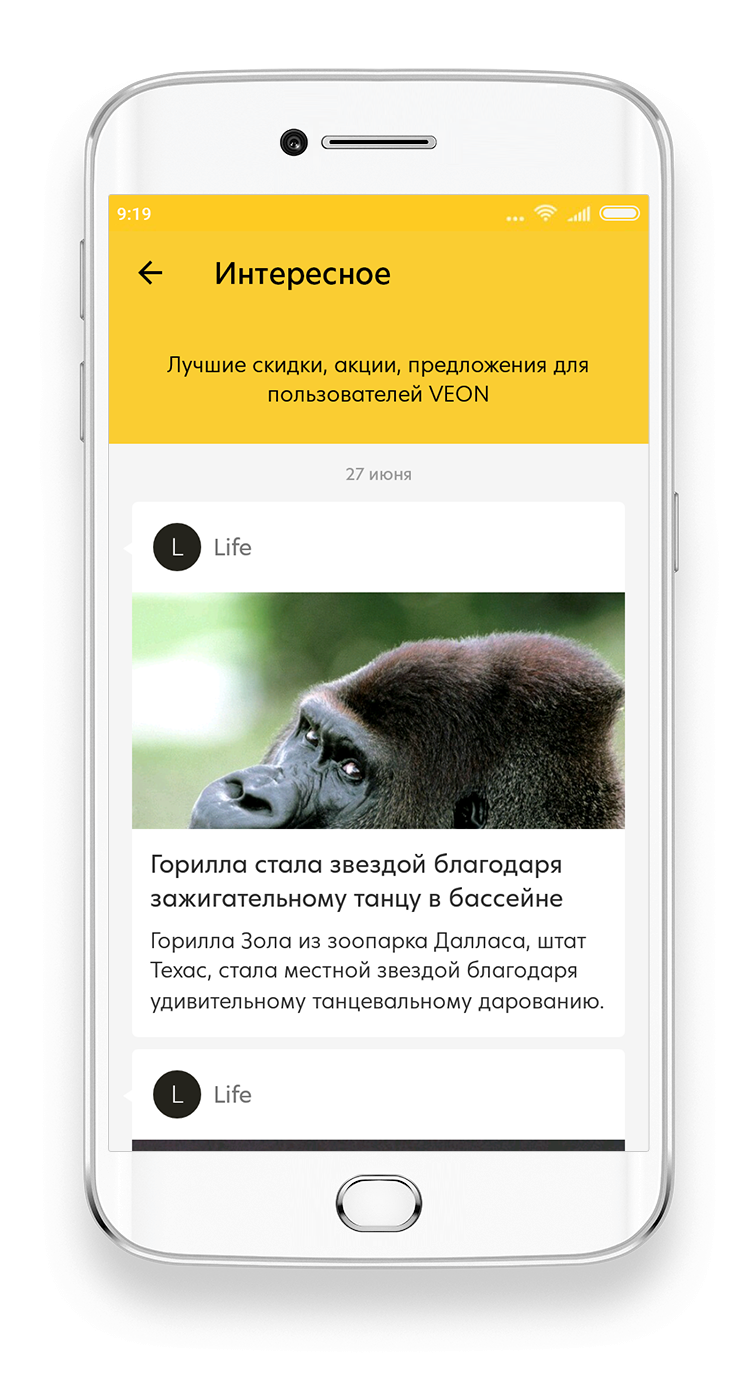 9:19
Интересное
Лучшие скидки, акции, предложения для
пользователей VEON
27 июня
L Life
Горилла стала звездой благодаря
зажигательному танцу в бассейне
Горилла Зола из зоопарка Далласа, штат
Техас, стала местной звездой благодаря
удивительному танцевальному дарованию.
L Life